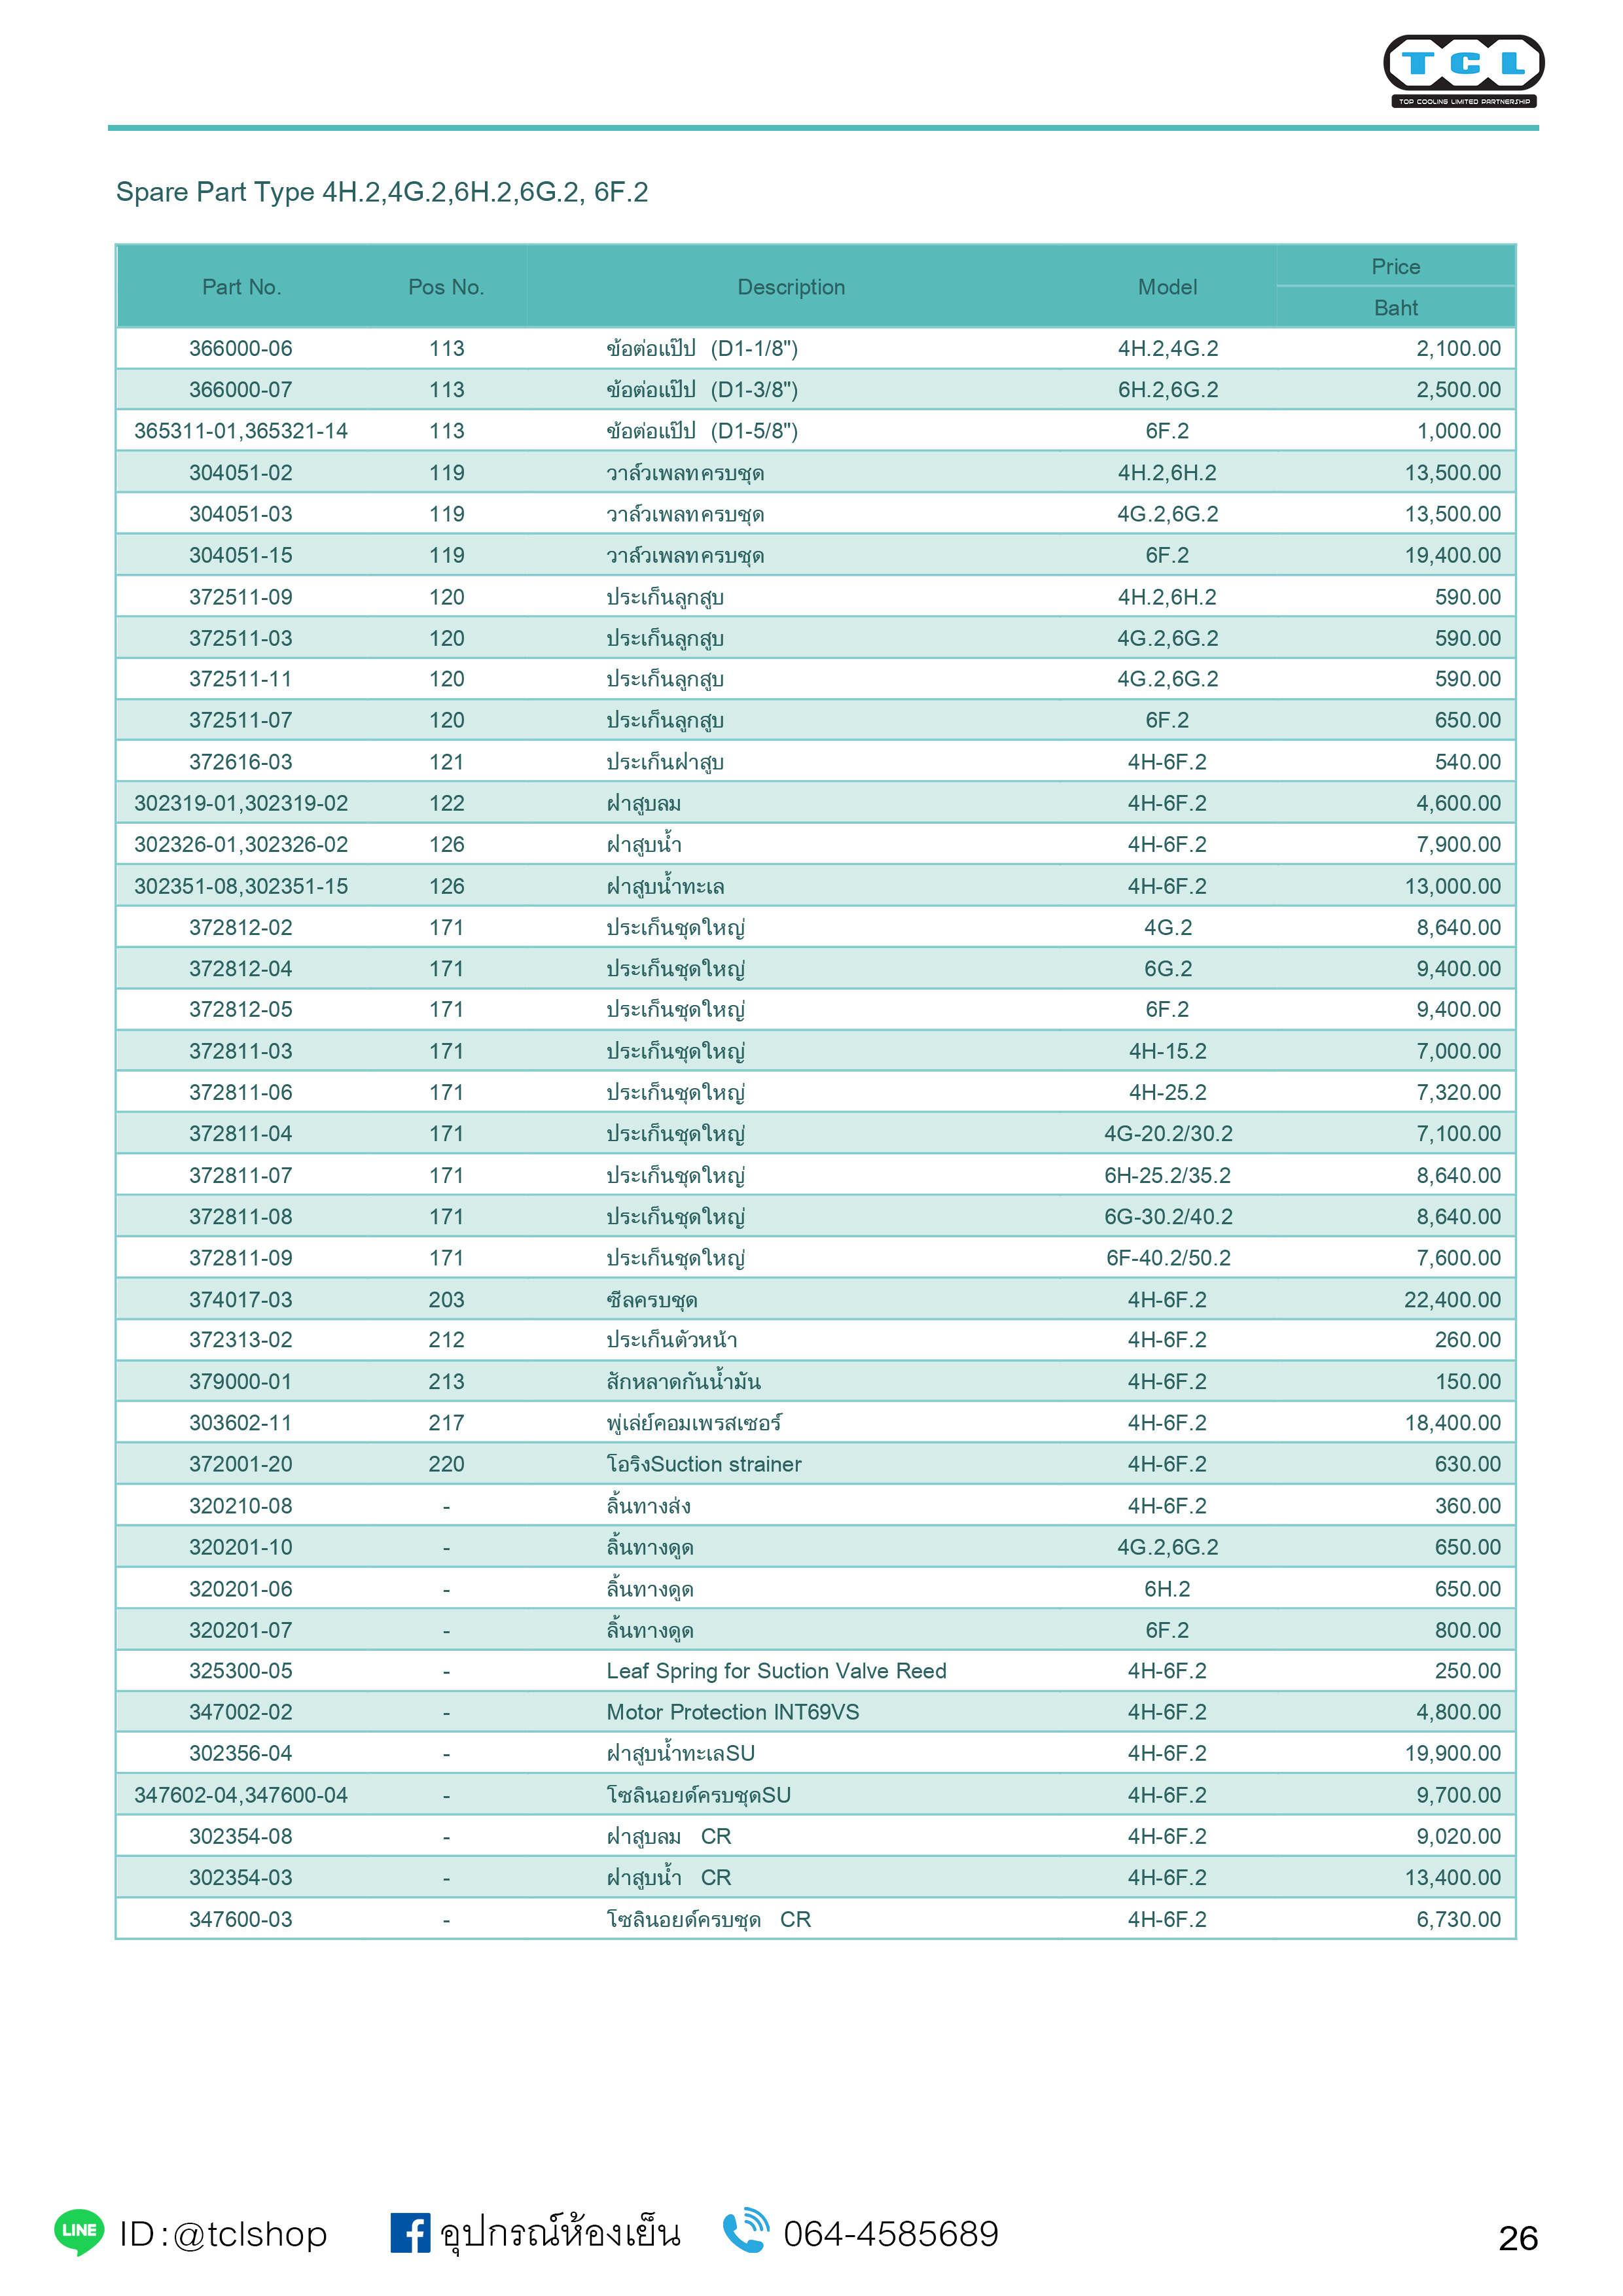 TCL
TOP COOLING LIMITED PARTNERSHIP
Spare Part Type 4H.2,4G.2,6H.2,6G.2, 6F.2
Part No. Pos No. Description Model Price
Baht
366000-06 113 ข้อต่อแป๊ป (D1-1/8") 4H.2,4G.2 2,100.00
366000-07 113 ข้อต่อแป๊ป (D1-3/8") 6H.2,6G.2 2,500.00
365311-01,365321-14 113 ข้อต่อแป๊ป (D1-5/8") 6F.2 1,000.00
304051-02 119 วาล์วเพลทครบชุด 4H.2,6H.2 13,500.00
304051-03 119 วาล์วเพลทครบชุด 4G.2,6G.2 13,500.00
304051-15 119 วาล์วเพลทครบชุด 6F.2 19,400.00
372511-09 120 ประเก็นลูกสูบ 4H.2,6H.2 590.00
372511-03 120 ประเก็นลูกสูบ 4G.2,6G.2 590.00
372511-11 120 ประเก็นลูกสูบ 4G.2,6G.2 590.00
372511-07 120 ประเก็นลูกสูบ 6F.2 650.00
372616-03 121 ประเก็นฝาสูบ 4H-6F.2 540.00
302319-01,302319-02 122 ฝาสูบลม 4H-6F.2 4,600.00
302326-01,302326-02 126 ฝาสูบน้ำ 4H-6F.2 7,900.00
302351-08,302351-15 126 ฝาสูบน้ำทะเล 4H-6F.2 13,000.00
372812-02 171 ประเก็นชุดใหญ่ 4G.2 8,640.00
372812-04 171 ประเก็นชุดใหญ่ 6G.2 9,400.00
372812-05 171 ประเก็นชุดใหญ่ 6F.2 9,400.00
372811-03 171 ประเก็นชุดใหญ่ 4H-15.2 7,000.00
372811-06 171 ประเก็นชุดใหญ่ 4H-25.2 7,320.00
372811-04 171 ประเก็นชุดใหญ่ 4G-20.2/30.2 7,100.00
372811-07 171 ประเก็นชุดใหญ่ 6H-25.2/35.2 8,640.00
372811-08 171 ประเก็นชุดใหญ่ 6G-30.2/40.2 8,640.00
372811-09 171 ประเก็นชุดใหญ่ 6F-40.2/50.2 7,600.00
374017-03 203 ซีลครบชุด 4H-6F.2 22,400.00
372313-02 212 ประเก็นตัวหน้า 4H-6F.2 260.00
379000-01 213 สักหลาดกันน้ำมัน 4H-6F.2 150.00
303602-11 217 พู่เล่ย์คอมเพรสเซอร์ 4H-6F.2 18,400.00
372001-20 220 โอริงSuction strainer 4H-6F.2 630.00
320210-08 - ลิ้นทางส่ง 4H-6F.2 360.00
320201-10 - ลิ้นทางดูด 4G.2,6G.2 650.00
320201-06 - ลิ้นทางดูด 6H.2 650.00
320201-07 - ลิ้นทางดูด 6F.2 800.00
325300-05 - Leaf Spring for Suction Valve Reed 4H-6F.2 250.00
347002-02 - Motor Protection INT69VS 4H-6F.2 4,800.00
302356-04 - ฝาสูบน้ำทะเลSU 4H-6F.2 19,900.00
347602-04,347600-04 - โซลินอยด์ครบชุดSU 4H-6F.2 9,700.00
302354-08 - ฝาสูบลม CR 4H-6F.2 9,020.00
302354-03 - ฝาสูบน้ำ CR 4H-6F.2 13,400.00
347600-03 - โซลินอยด์ครบชุด CR 4H-6F.2 6,730.00
LINE ID:@tclshop f อุปกรณ์ห้องเย็น 064-4585689 26